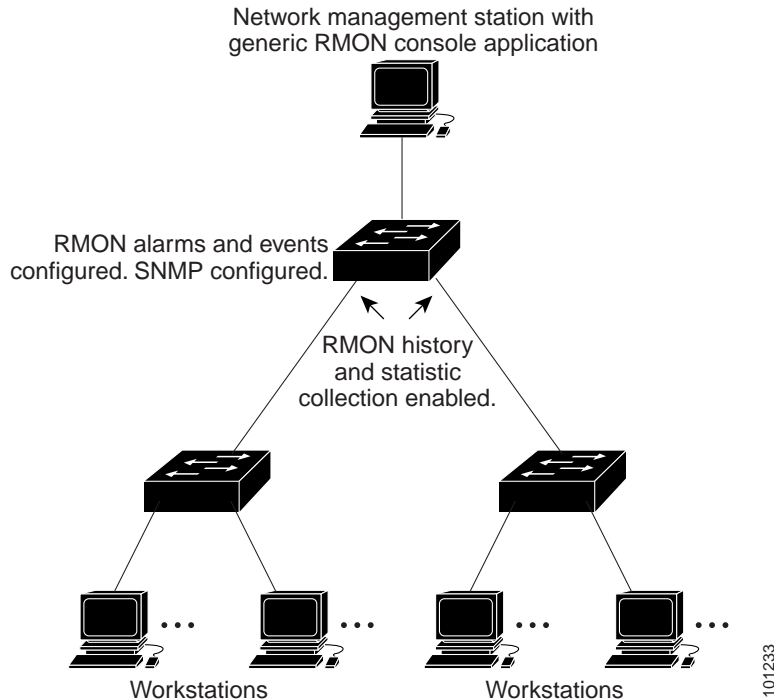 Network management station with
generic RMON console application
RMON alarms and events
configured. SNMP configured.
RMON history
and statistic
collection enabled.
Workstations
Workstations
101233